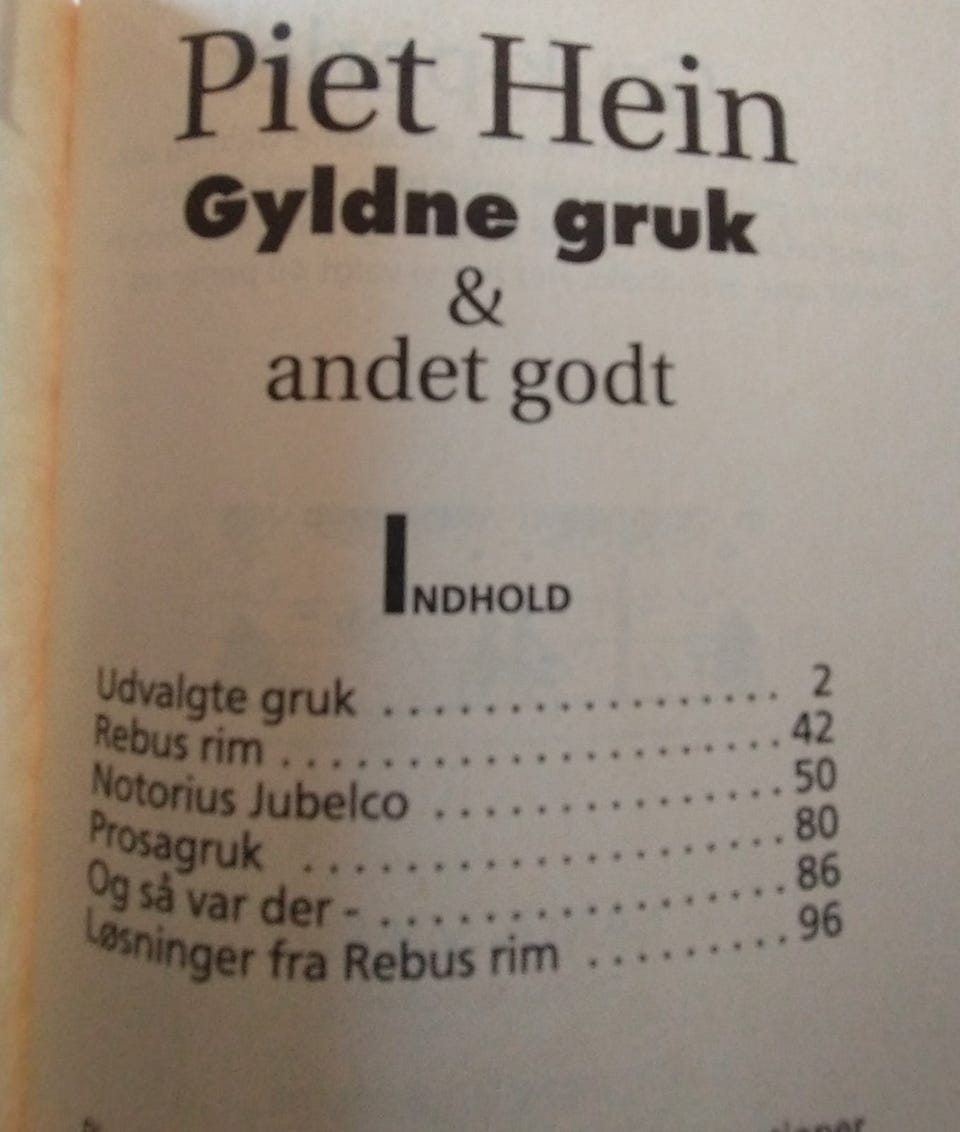 Piet Hein
Gyldne gruk
&
andet godt
INDHOLD
Udvalgte gruk . . . . . . . . . . . . . . . . . . . 2
Rebus rim . . . . . . . . . . . . . . . . . . . . . . . . 42
Notorius Jubelco . . . . . . . . . . . . . . . . . 50
Prosagruk . . . . . . . . . . . . . . . . . . . . . . . 80
Og så var der - . . . . . . . . . . . . . . . . . . . 86
Løsninger fra Rebus rim . . . . . . . . . . 96